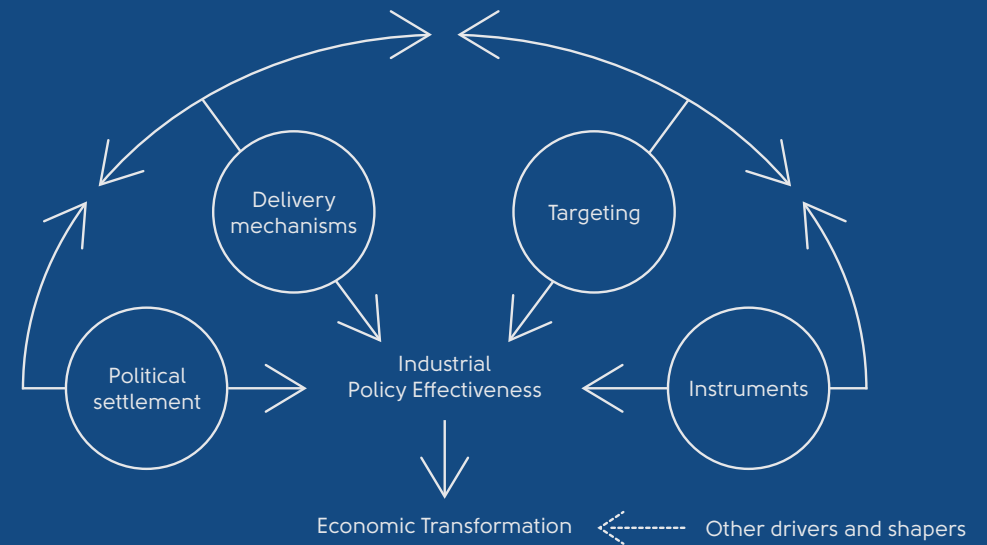 Delivery
mechanisms
Targeting
Political
settlement
Industrial
Policy Effectiveness
Instruments
Economic Transformation
Other drivers and shapers